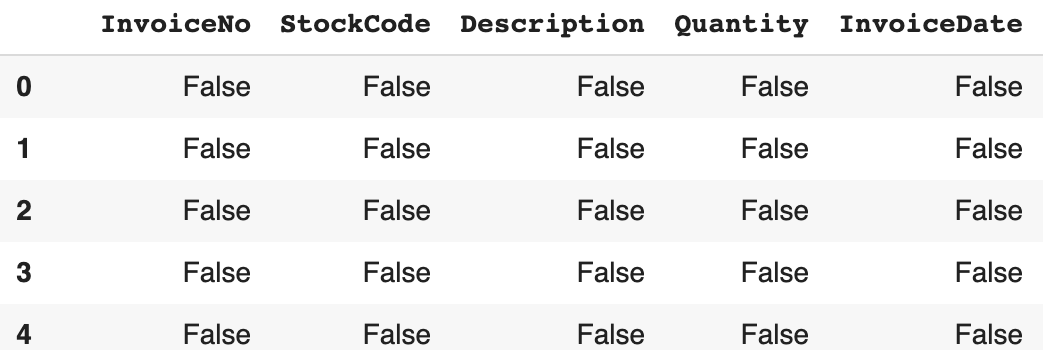 InvoiceNo StockCode Description Quantity InvoiceDate
0 False False False False False
1 False False False False False
2 False False False False False
3 False False False False False
4 False False False False False